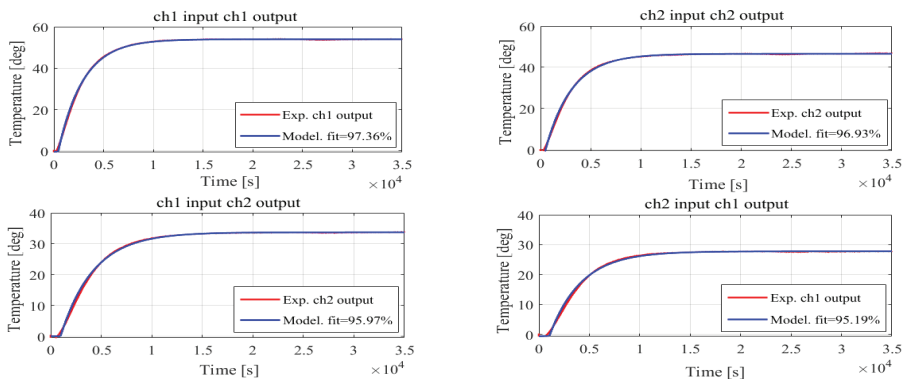 ch1 input ch1 output
Temperature [deg]
60
40
20
0
Exp. ch1 output
Model. fit=97.36%
0 0.5 1 1.5 2 2.5 3 3.5
Time [s]
×10⁴
ch2 input ch2 output
Temperature [deg]
60
40
20
0
Exp. ch2 output
Model. fit=96.93%
0 0.5 1 1.5 2 2.5 3 3.5
Time [s]
×10⁴
ch1 input ch2 output
Temperature [deg]
40
30
20
10
0
Exp. ch2 output
Model. fit=95.97%
0 0.5 1 1.5 2 2.5 3 3.5
Time [s]
×10⁴
ch2 input ch1 output
Temperature [deg]
40
30
20
10
0
Exp. ch1 output
Model. fit=95.19%
0 0.5 1 1.5 2 2.5 3 3.5
Time [s]
×10⁴